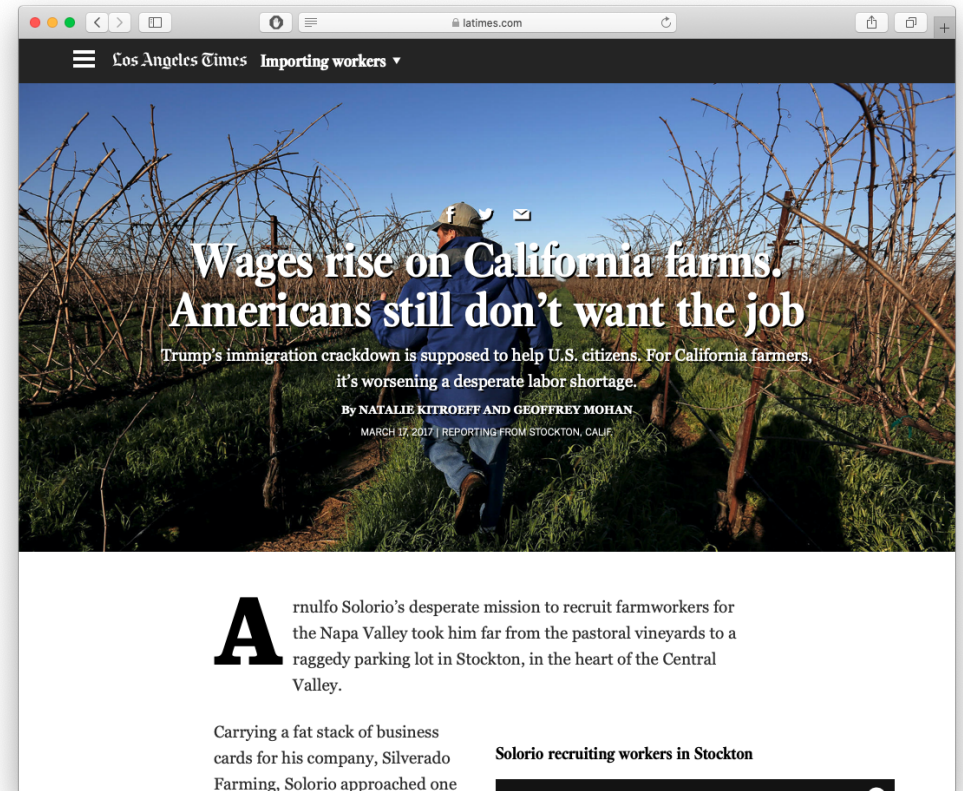 latimes.com
Los Angeles Times Importing workers
Wages rise on California farms.
Americans still don't want the job
Trump's immigration crackdown is supposed to help U.S. citizens. For California farmers,
it's worsening a desperate labor shortage.
By NATALIE KITROEFF AND GEOFFREY MOHAN
MARCH 17, 2017 | REPORTING FROM STOCKTON, CALIF.
Arnulfo Solorio's desperate mission to recruit farmworkers for
the Napa Valley took him far from the pastoral vineyards to a
raggedy parking lot in Stockton, in the heart of the Central
Valley.
Carrying a fat stack of business
cards for his company, Silverado
Farming, Solorio approached one
Solorio recruiting workers in Stockton